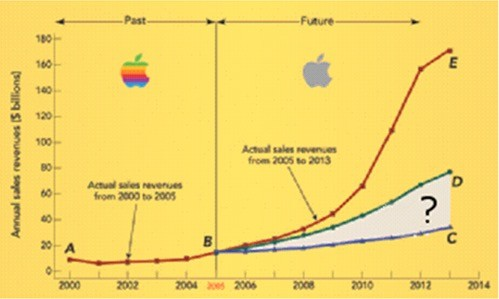 Past
Future
Annual sales revenues ($ billions)
180
160
140
120
100
80
60
40
20
0
Actual sales revenues
from 2000 to 2005
Actual sales revenues
from 2005 to 2013
A
B
C
D
E
?
2000
2002
2004
2005
2006
2008
2010
2012
2014